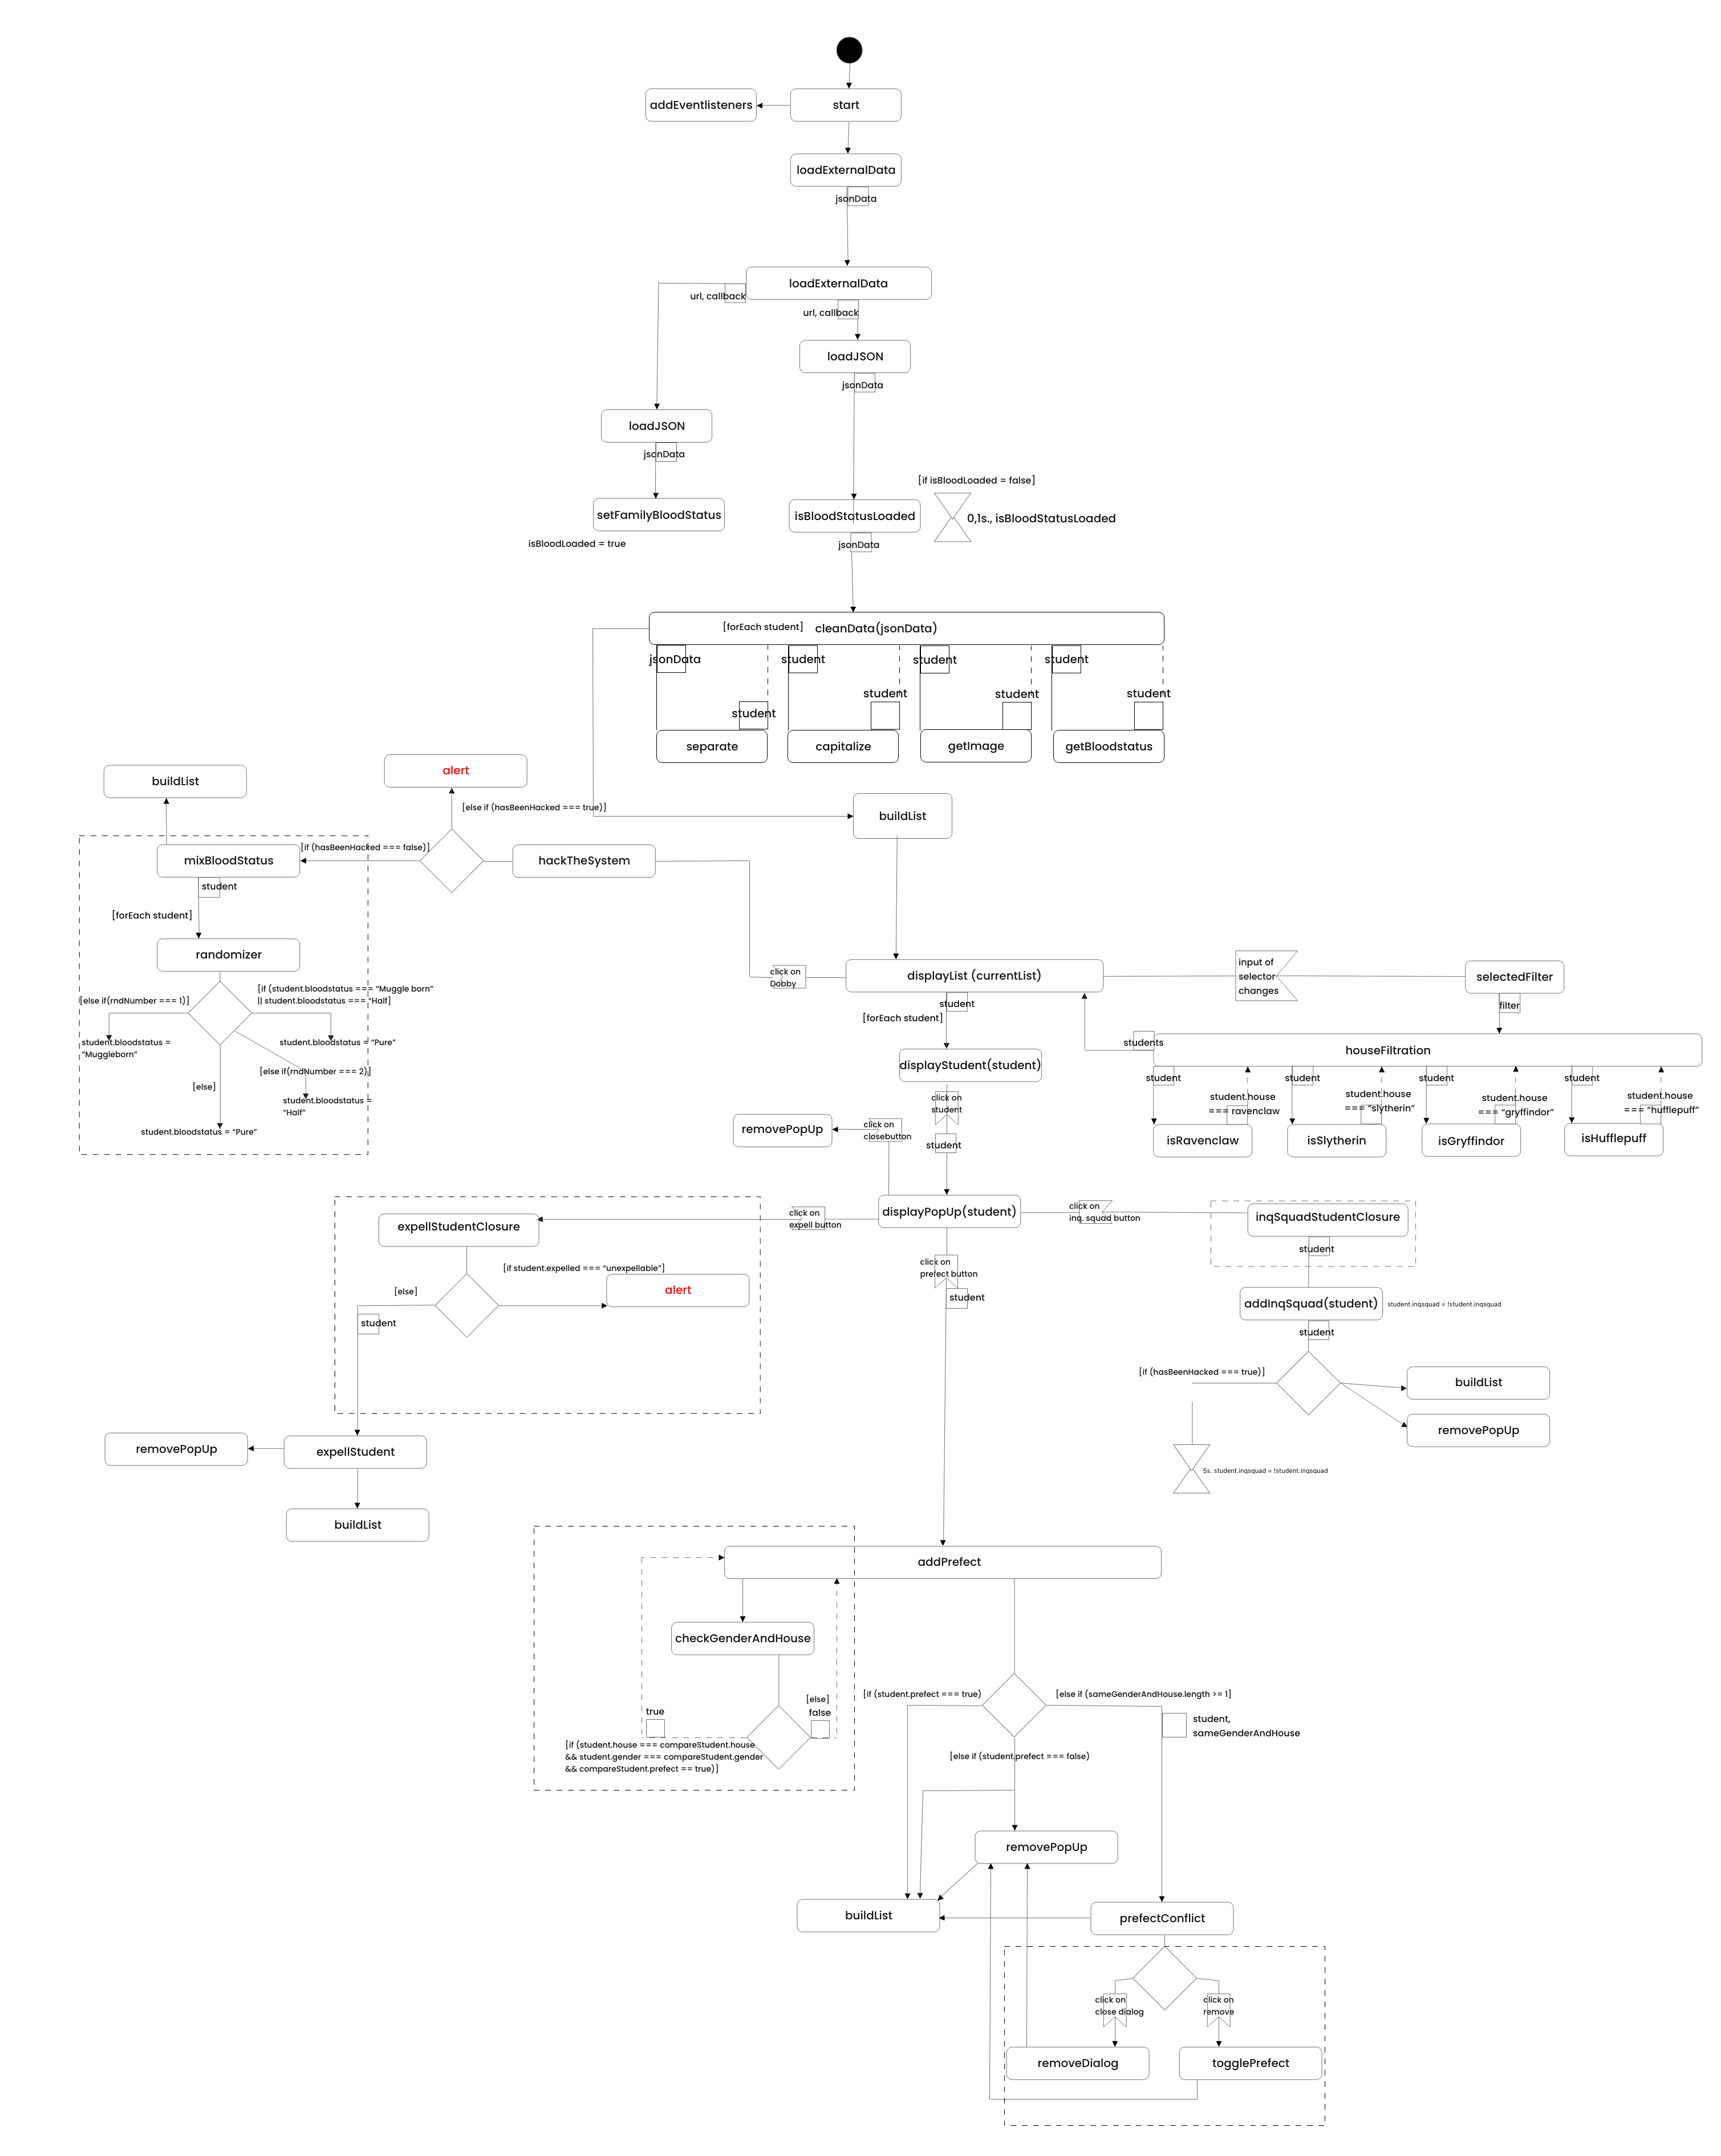 addEventlisteners
start
loadExternalData
jsonData
loadExternalData
url, callback
url, callback
loadJSON
jsonData
loadJSON
jsonData
[if isBloodLoaded = false]
setFamilyBloodStatus
isBloodStatusLoaded
0,1s., isBloodStatusLoaded
isBloodLoaded = true
jsonData
[forEach student]
cleanData(jsonData)
jsonData
student
student
student
student
student
student
student
separate
capitalize
getImage
getBloodstatus
alert
buildList
[else if (hasBeenHacked === true)]
buildList
[if (hasBeenHacked === false)]
mixBloodStatus
hackTheSystem
student
[forEach student]
randomizer
[if (student.bloodstatus === “Muggle born”
|| student.bloodstatus === “Half]
[else if(rndNumber === 1)]
student.bloodstatus =
“Muggleborn”
student.bloodstatus = “Pure”
[else if(rndNumber === 2)]
[else]
student.bloodstatus =
“Half”
student.bloodstatus = “Pure”
click on
Dobby
displayList (currentList)
input of
selector
changes
selectedFilter
student
filter
[forEach student]
students
houseFiltration
displayStudent(student)
student
student
student
student
student.house
=== ravenclaw
student.house
=== “slytherin”
student.house
=== “gryffindor”
student.house
=== “hufflepuff”
isRavenclaw
isSlytherin
isGryffindor
isHufflepuff
click on
student
removePopUp
click on
closebutton
student
displayPopUp(student)
click on
expell button
expellStudentClosure
click on
inq. squad button
inqSquadStudentClosure
student
[if student.expelled === “unexpellable”]
alert
[else]
student
click on
prefect button
student
addInqSquad(student)
student.inqsquad = !student.inqsquad
student
[if (hasBeenHacked === true)]
buildList
removePopUp
5s. student.inqsquad = !student.inqsquad
removePopUp
expellStudent
buildList
addPrefect
checkGenderAndHouse
[else]
false
true
[if (student.house === compareStudent.house
&& student.gender === compareStudent.gender
&& compareStudent.prefect == true)]
[if (student.prefect === true)
[else if (sameGenderAndHouse.length >= 1]
student,
sameGenderAndHouse
[else if (student.prefect === false)
removePopUp
buildList
prefectConflict
click on
close dialog
click on
remove
removeDialog
togglePrefect